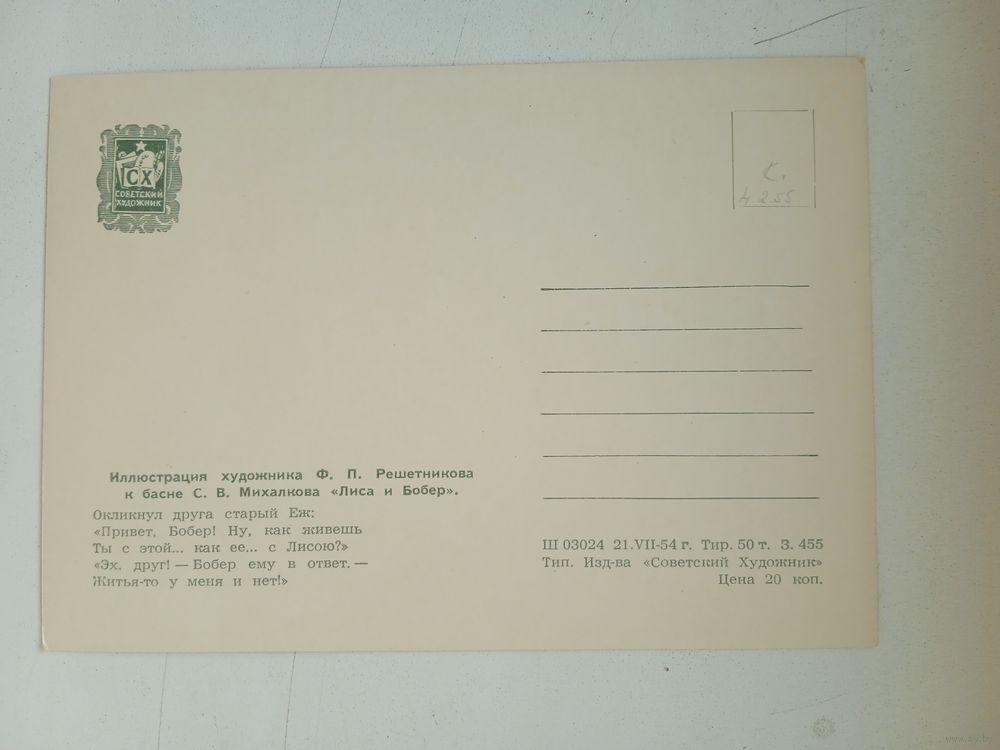 СХ
СОВЕТСКИЙ
ХУДОЖНИК
К.
4.2.55
Иллюстрация художника Ф. П. Решетникова
к басне С. В. Михалкова «Лиса и Бобер».
Окликнул друга старый Еж:
«Привет, Бобер! Ну, как живешь
Ты с этой... как ее... с Лисою?»
«Эх, друг! — Бобер ему в ответ. —
Житья-то у меня и нет!»
Ш 03024 21.VII-54 г. Тир. 50 т. З. 455
Тип. Изд-ва «Советский Художник»
Цена 20 коп.